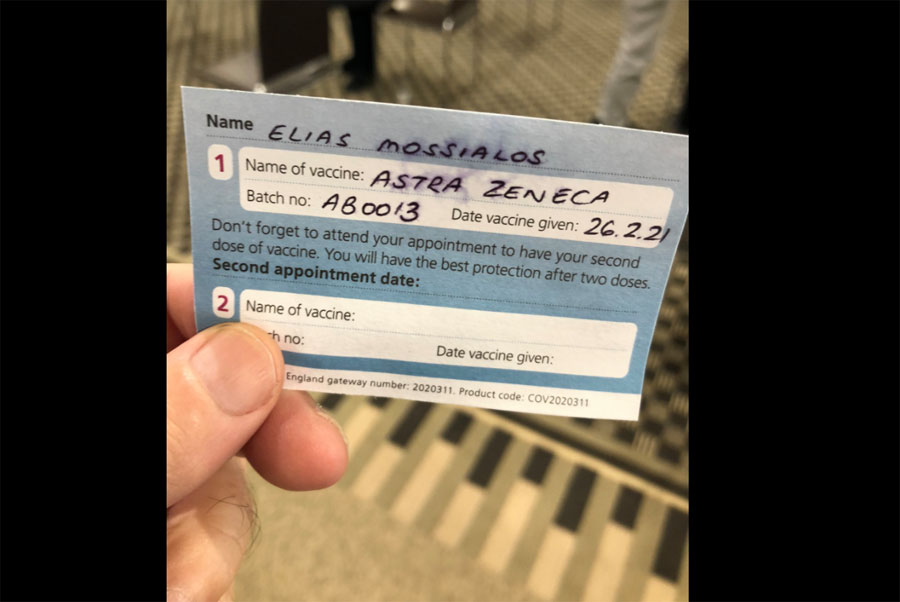 Name ELIAS MOSSIALOS
1 Name of vaccine: ASTRA ZENECA
Batch no: AB0013 Date vaccine given: 26.2.21
Don't forget to attend your appointment to have your second
dose of vaccine. You will have the best protection after two doses.
Second appointment date:
2 Name of vaccine:
ch no: Date vaccine given:
England gateway number: 2020311. Product code: COV2020311